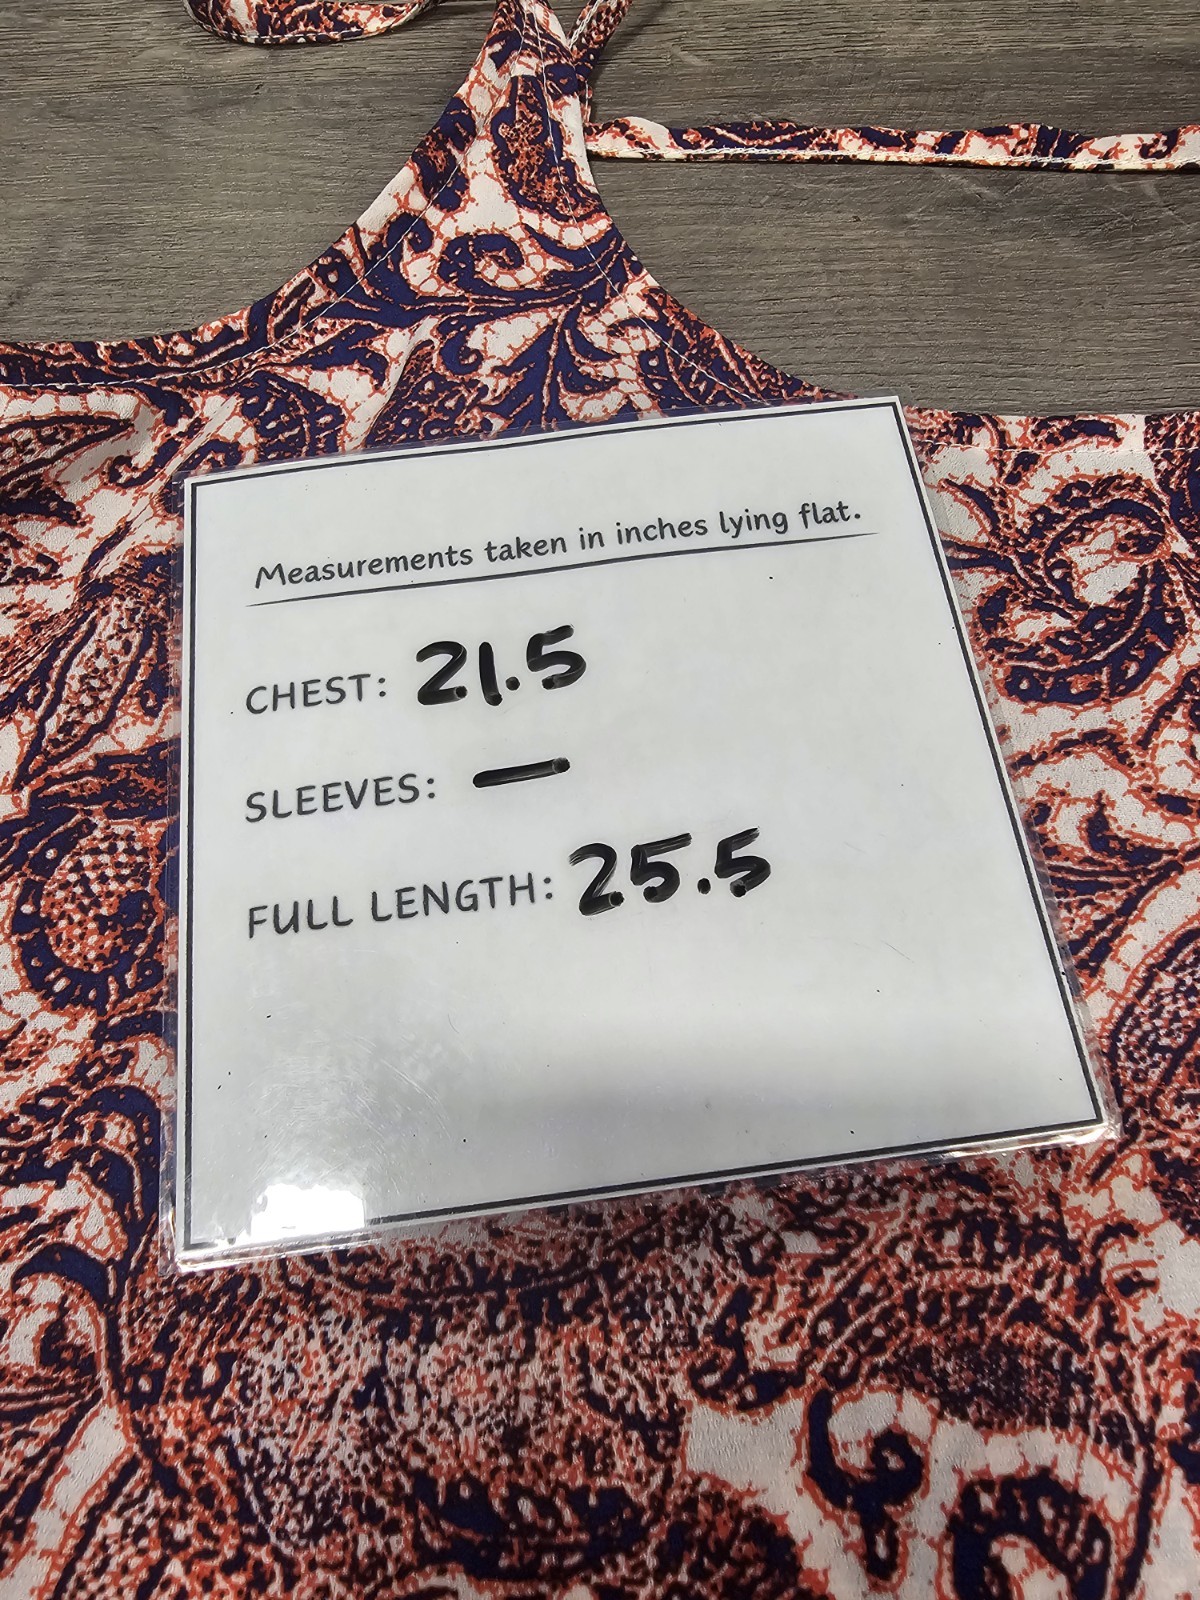 Measurements taken in inches lying flat.
CHEST: 21.5
SLEEVES: —
FULL LENGTH: 25.5